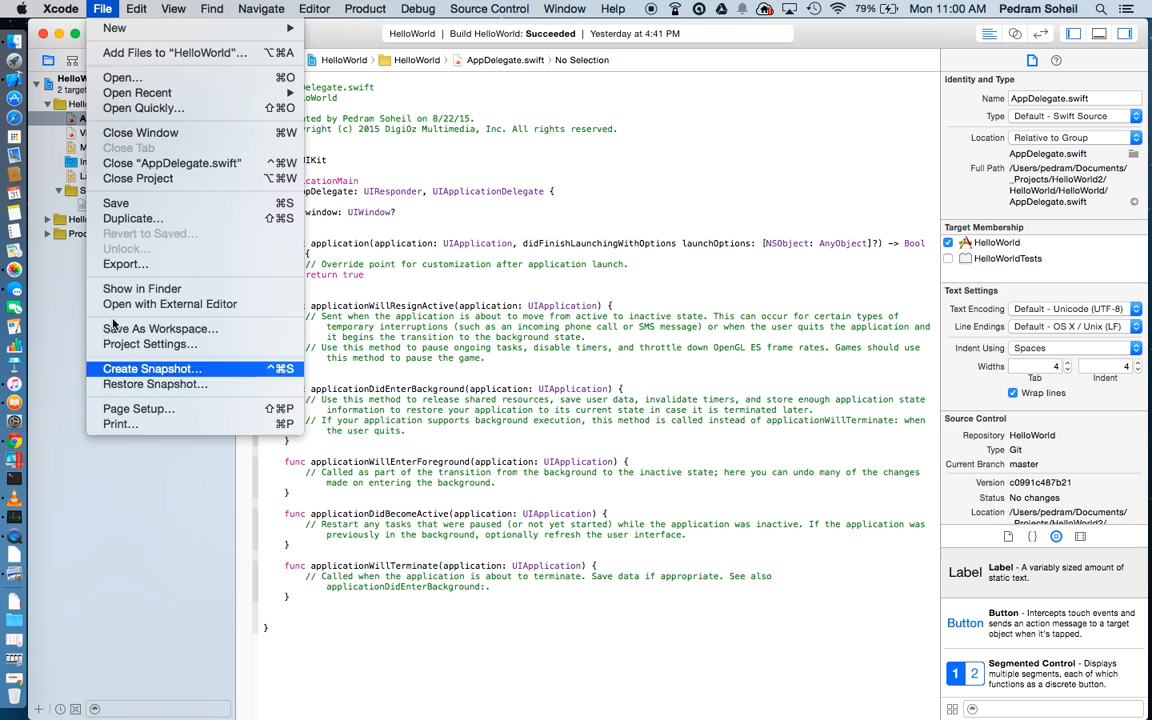 Xcode File Edit View Find Navigate Editor Product Debug Source Control Window Help 79% Mon 11:00 AM Pedram Soheil
HelloWorld | Build HelloWorld: Succeeded | Yesterday at 4:41 PM
New
Add Files to “HelloWorld”... ⌥⌘A
Open... ⌘O
Open Recent
Open Quickly... ⇧⌘O
Close Window ⌘W
Close Tab
Close “AppDelegate.swift” ^⌘W
Close Project ⌥⌘W
Save ⌘S
Duplicate... ⇧⌘S
Revert to Saved...
Unlock...
Export...
Show in Finder
Open with External Editor
Save As Workspace...
Project Settings...
Create Snapshot... ^⌘S
Restore Snapshot...
Page Setup... ⇧⌘P
Print... ⌘P
2 target
HelloWorld 〉 HelloWorld 〉 AppDelegate.swift 〉 No Selection
elegate.swift
oWorld
ted by Pedram Soheil on 8/22/15.
right (c) 2015 DigiOz Multimedia, Inc. All rights reserved.
UIKit
icationMain
pDelegate: UIResponder, UIApplicationDelegate {
window: UIWindow?
application(application: UIApplication, didFinishLaunchingWithOptions launchOptions: [NSObject: AnyObject]?) -> Bool
{
// Override point for customization after application launch.
return true
applicationWillResignActive(application: UIApplication) {
// Sent when the application is about to move from active to inactive state. This can occur for certain types of
temporary interruptions (such as an incoming phone call or SMS message) or when the user quits the application and
it begins the transition to the background state.
// Use this method to pause ongoing tasks, disable timers, and throttle down OpenGL ES frame rates. Games should use
this method to pause the game.
applicationDidEnterBackground(application: UIApplication) {
// Use this method to release shared resources, save user data, invalidate timers, and store enough application state
information to restore your application to its current state in case it is terminated later.
// If your application supports background execution, this method is called instead of applicationWillTerminate: when
the user quits.
}
func applicationWillEnterForeground(application: UIApplication) {
// Called as part of the transition from the background to the inactive state; here you can undo many of the changes
made on entering the background.
}
func applicationDidBecomeActive(application: UIApplication) {
// Restart any tasks that were paused (or not yet started) while the application was inactive. If the application was
previously in the background, optionally refresh the user interface.
}
func applicationWillTerminate(application: UIApplication) {
// Called when the application is about to terminate. Save data if appropriate. See also
applicationDidEnterBackground:.
}
}
Identity and Type
Name AppDelegate.swift
Type Default - Swift Source
Location Relative to Group
AppDelegate.swift
Full Path /Users/pedram/Documents/
_Projects/HelloWorld2/
HelloWorld/HelloWorld/
AppDelegate.swift
Target Membership
HelloWorld
HelloWorldTests
Text Settings
Text Encoding Default - Unicode (UTF-8)
Line Endings Default - OS X / Unix (LF)
Indent Using Spaces
Widths 4 4
Tab Indent
Wrap lines
Source Control
Repository HelloWorld
Type Git
Current Branch master
Version c0991c487b21
Status No changes
Location /Users/pedram/Documents/
_Projects/HelloWorld2/
Label Label - A variably sized amount of
static text.
Button Button - Intercepts touch events and
sends an action message to a target
object when it's tapped.
1 2 Segmented Control - Displays
multiple segments, each of which
functions as a discrete button.